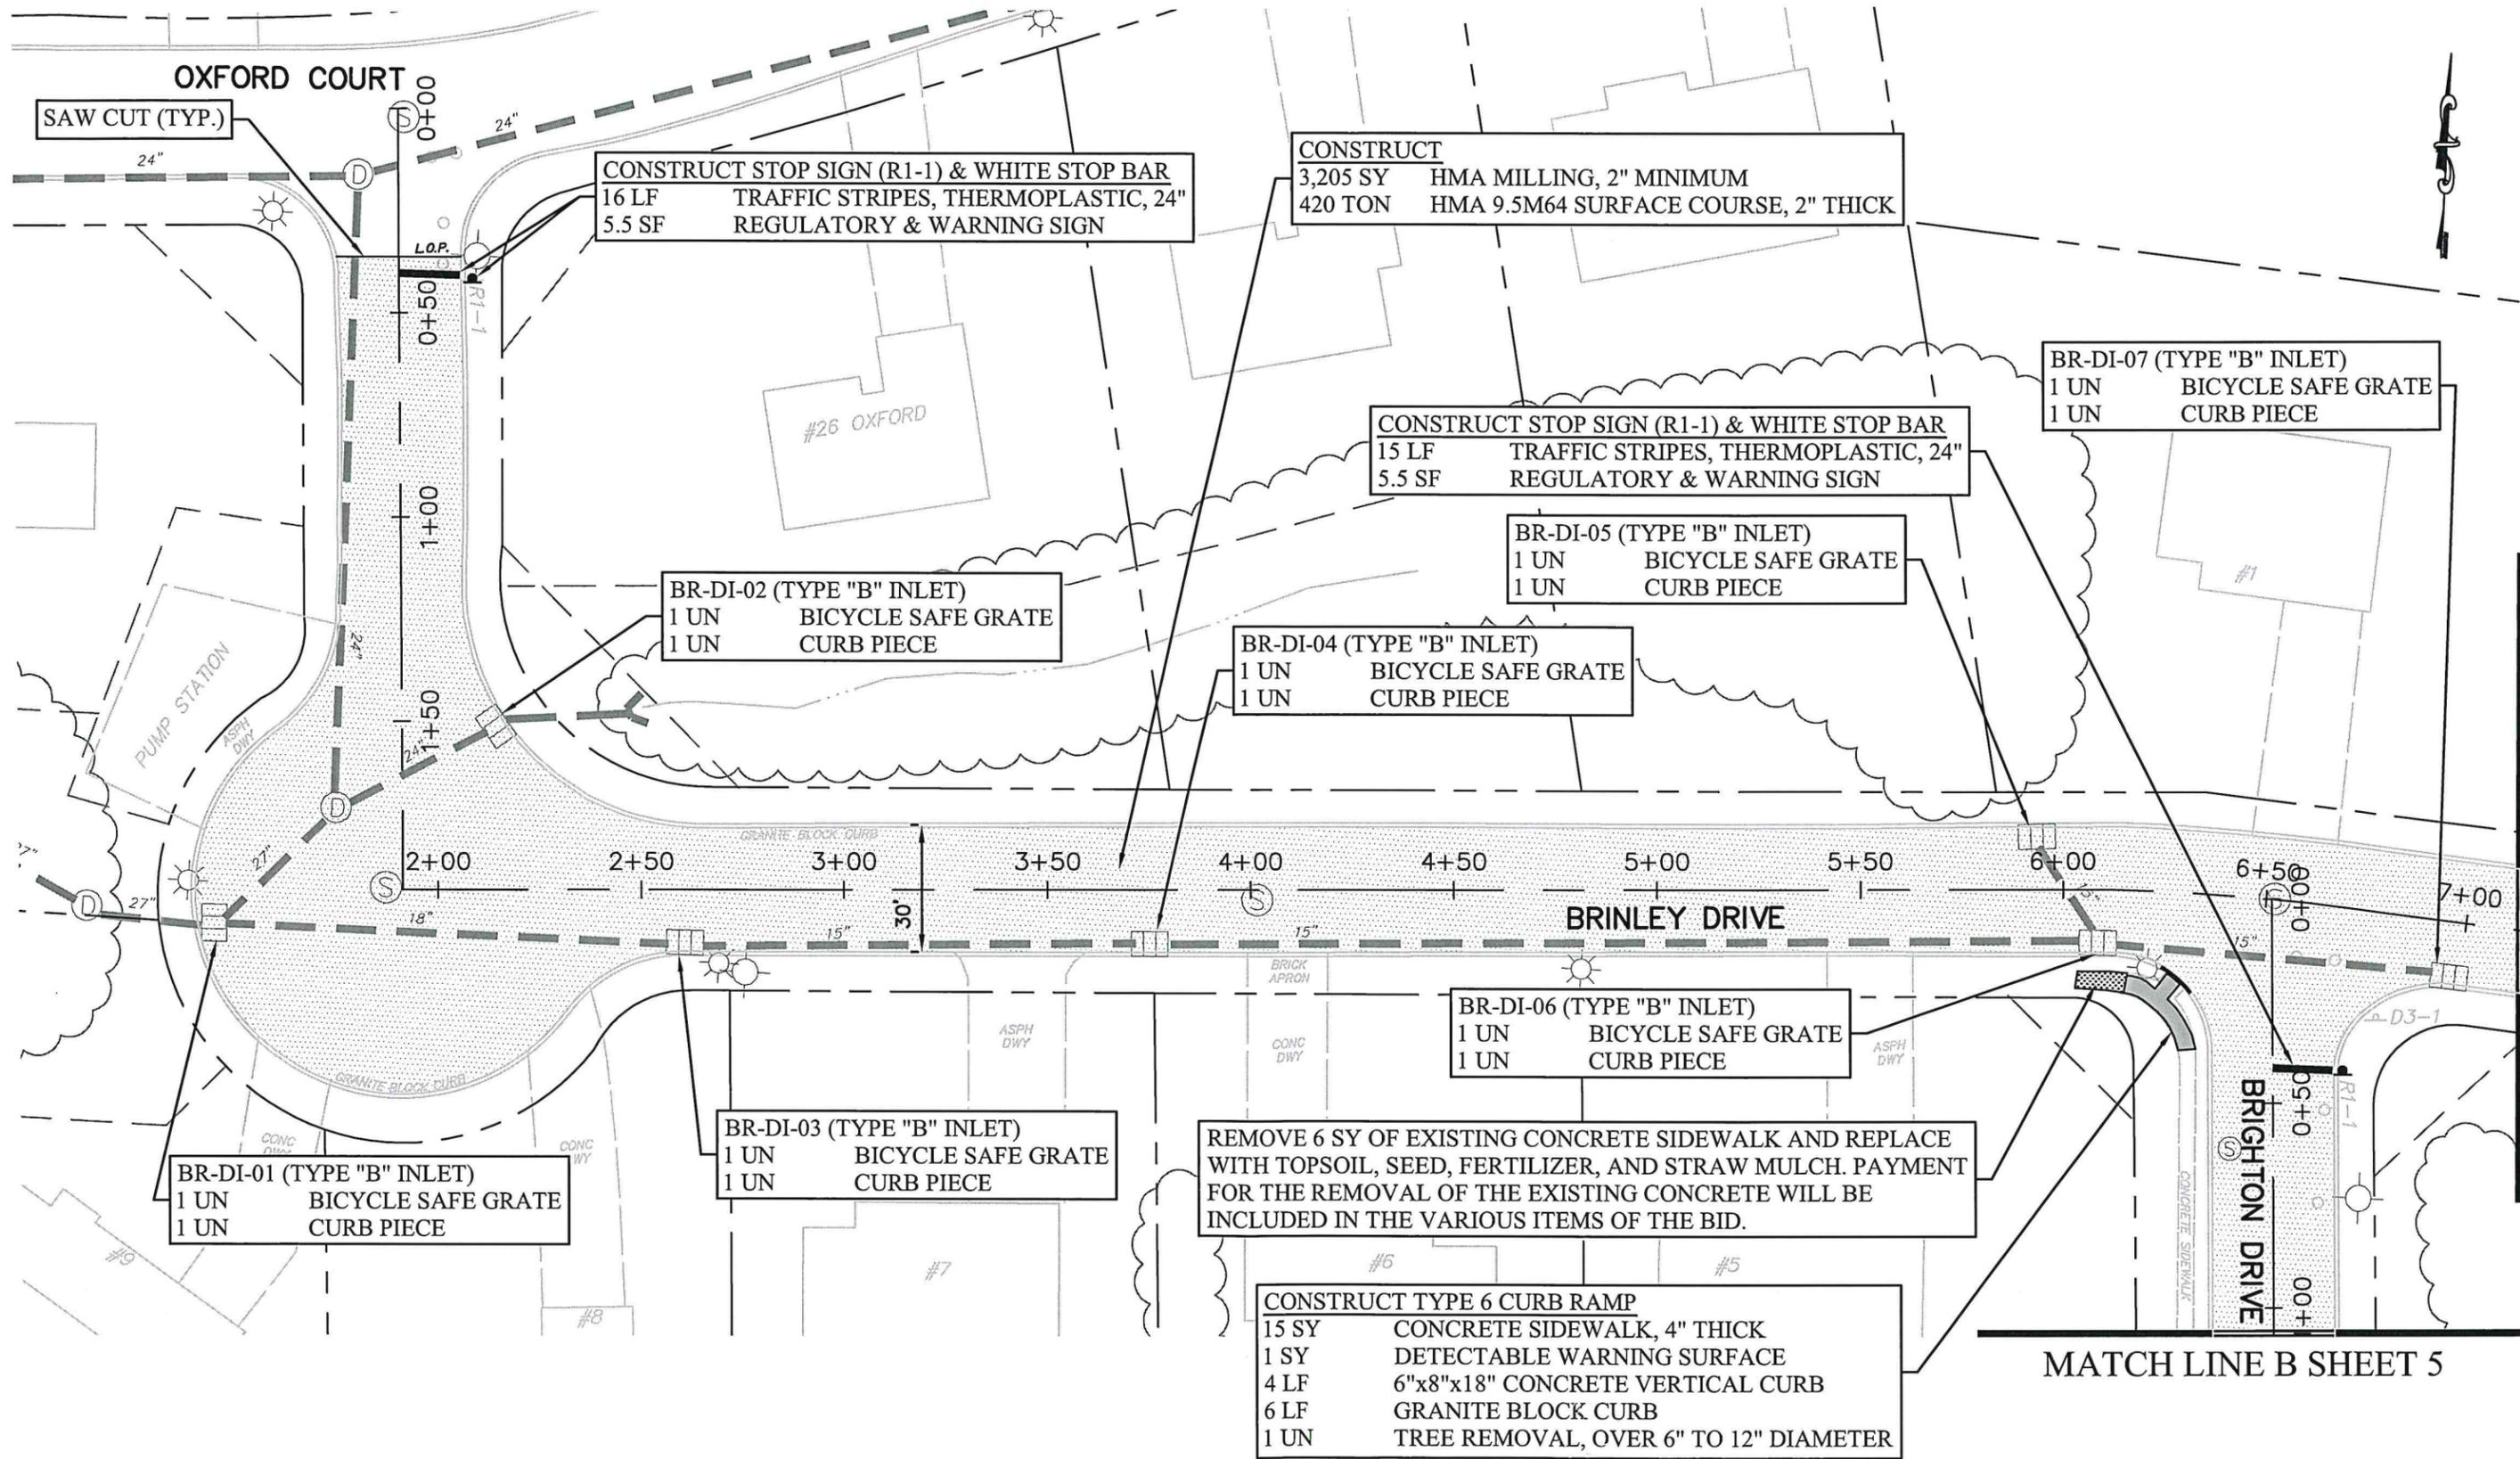 OXFORD COURT
SAW CUT (TYP.)
0+00
S
24"
24"
D
CONSTRUCT STOP SIGN (R1-1) & WHITE STOP BAR
16 LF TRAFFIC STRIPES, THERMOPLASTIC, 24"
5.5 SF REGULATORY & WARNING SIGN
CONSTRUCT
3,205 SY HMA MILLING, 2" MINIMUM
420 TON HMA 9.5M64 SURFACE COURSE, 2" THICK
L.O.P.
R1-1
0+50
#26 OXFORD
BR-DI-07 (TYPE "B" INLET)
1 UN BICYCLE SAFE GRATE
1 UN CURB PIECE
CONSTRUCT STOP SIGN (R1-1) & WHITE STOP BAR
15 LF TRAFFIC STRIPES, THERMOPLASTIC, 24"
5.5 SF REGULATORY & WARNING SIGN
1+00
BR-DI-05 (TYPE "B" INLET)
1 UN BICYCLE SAFE GRATE
1 UN CURB PIECE
#1
BR-DI-02 (TYPE "B" INLET)
1 UN BICYCLE SAFE GRATE
1 UN CURB PIECE
BR-DI-04 (TYPE "B" INLET)
1 UN BICYCLE SAFE GRATE
1 UN CURB PIECE
24"
PUMP STATION
ASPH
DWY
1+50
24"
D
GRANITE BLOCK CURB
27"
2+00
2+50
3+00
3+50
4+00
4+50
5+00
5+50
6+00
6+50
0+00
7+00
S
S
S
D
27"
27"
18"
15"
30'
15"
BRINLEY DRIVE
15"
15"
BRICK
APRON
ASPH
DWY
CONC
DWY
ASPH
DWY
D3-1
BR-DI-06 (TYPE "B" INLET)
1 UN BICYCLE SAFE GRATE
1 UN CURB PIECE
GRANITE BLOCK CURB
R1-1
0+50
S
BRIGHTON DRIVE
CONCRETE SIDEWALK
1+00
BR-DI-03 (TYPE "B" INLET)
1 UN BICYCLE SAFE GRATE
1 UN CURB PIECE
REMOVE 6 SY OF EXISTING CONCRETE SIDEWALK AND REPLACE
WITH TOPSOIL, SEED, FERTILIZER, AND STRAW MULCH. PAYMENT
FOR THE REMOVAL OF THE EXISTING CONCRETE WILL BE
INCLUDED IN THE VARIOUS ITEMS OF THE BID.
CONC
CONC
BR-DI-01 (TYPE "B" INLET)
1 UN BICYCLE SAFE GRATE
1 UN CURB PIECE
#9
#8
#7
#6
#5
CONSTRUCT TYPE 6 CURB RAMP
15 SY CONCRETE SIDEWALK, 4" THICK
1 SY DETECTABLE WARNING SURFACE
4 LF 6"x8"x18" CONCRETE VERTICAL CURB
6 LF GRANITE BLOCK CURB
1 UN TREE REMOVAL, OVER 6" TO 12" DIAMETER
MATCH LINE B SHEET 5